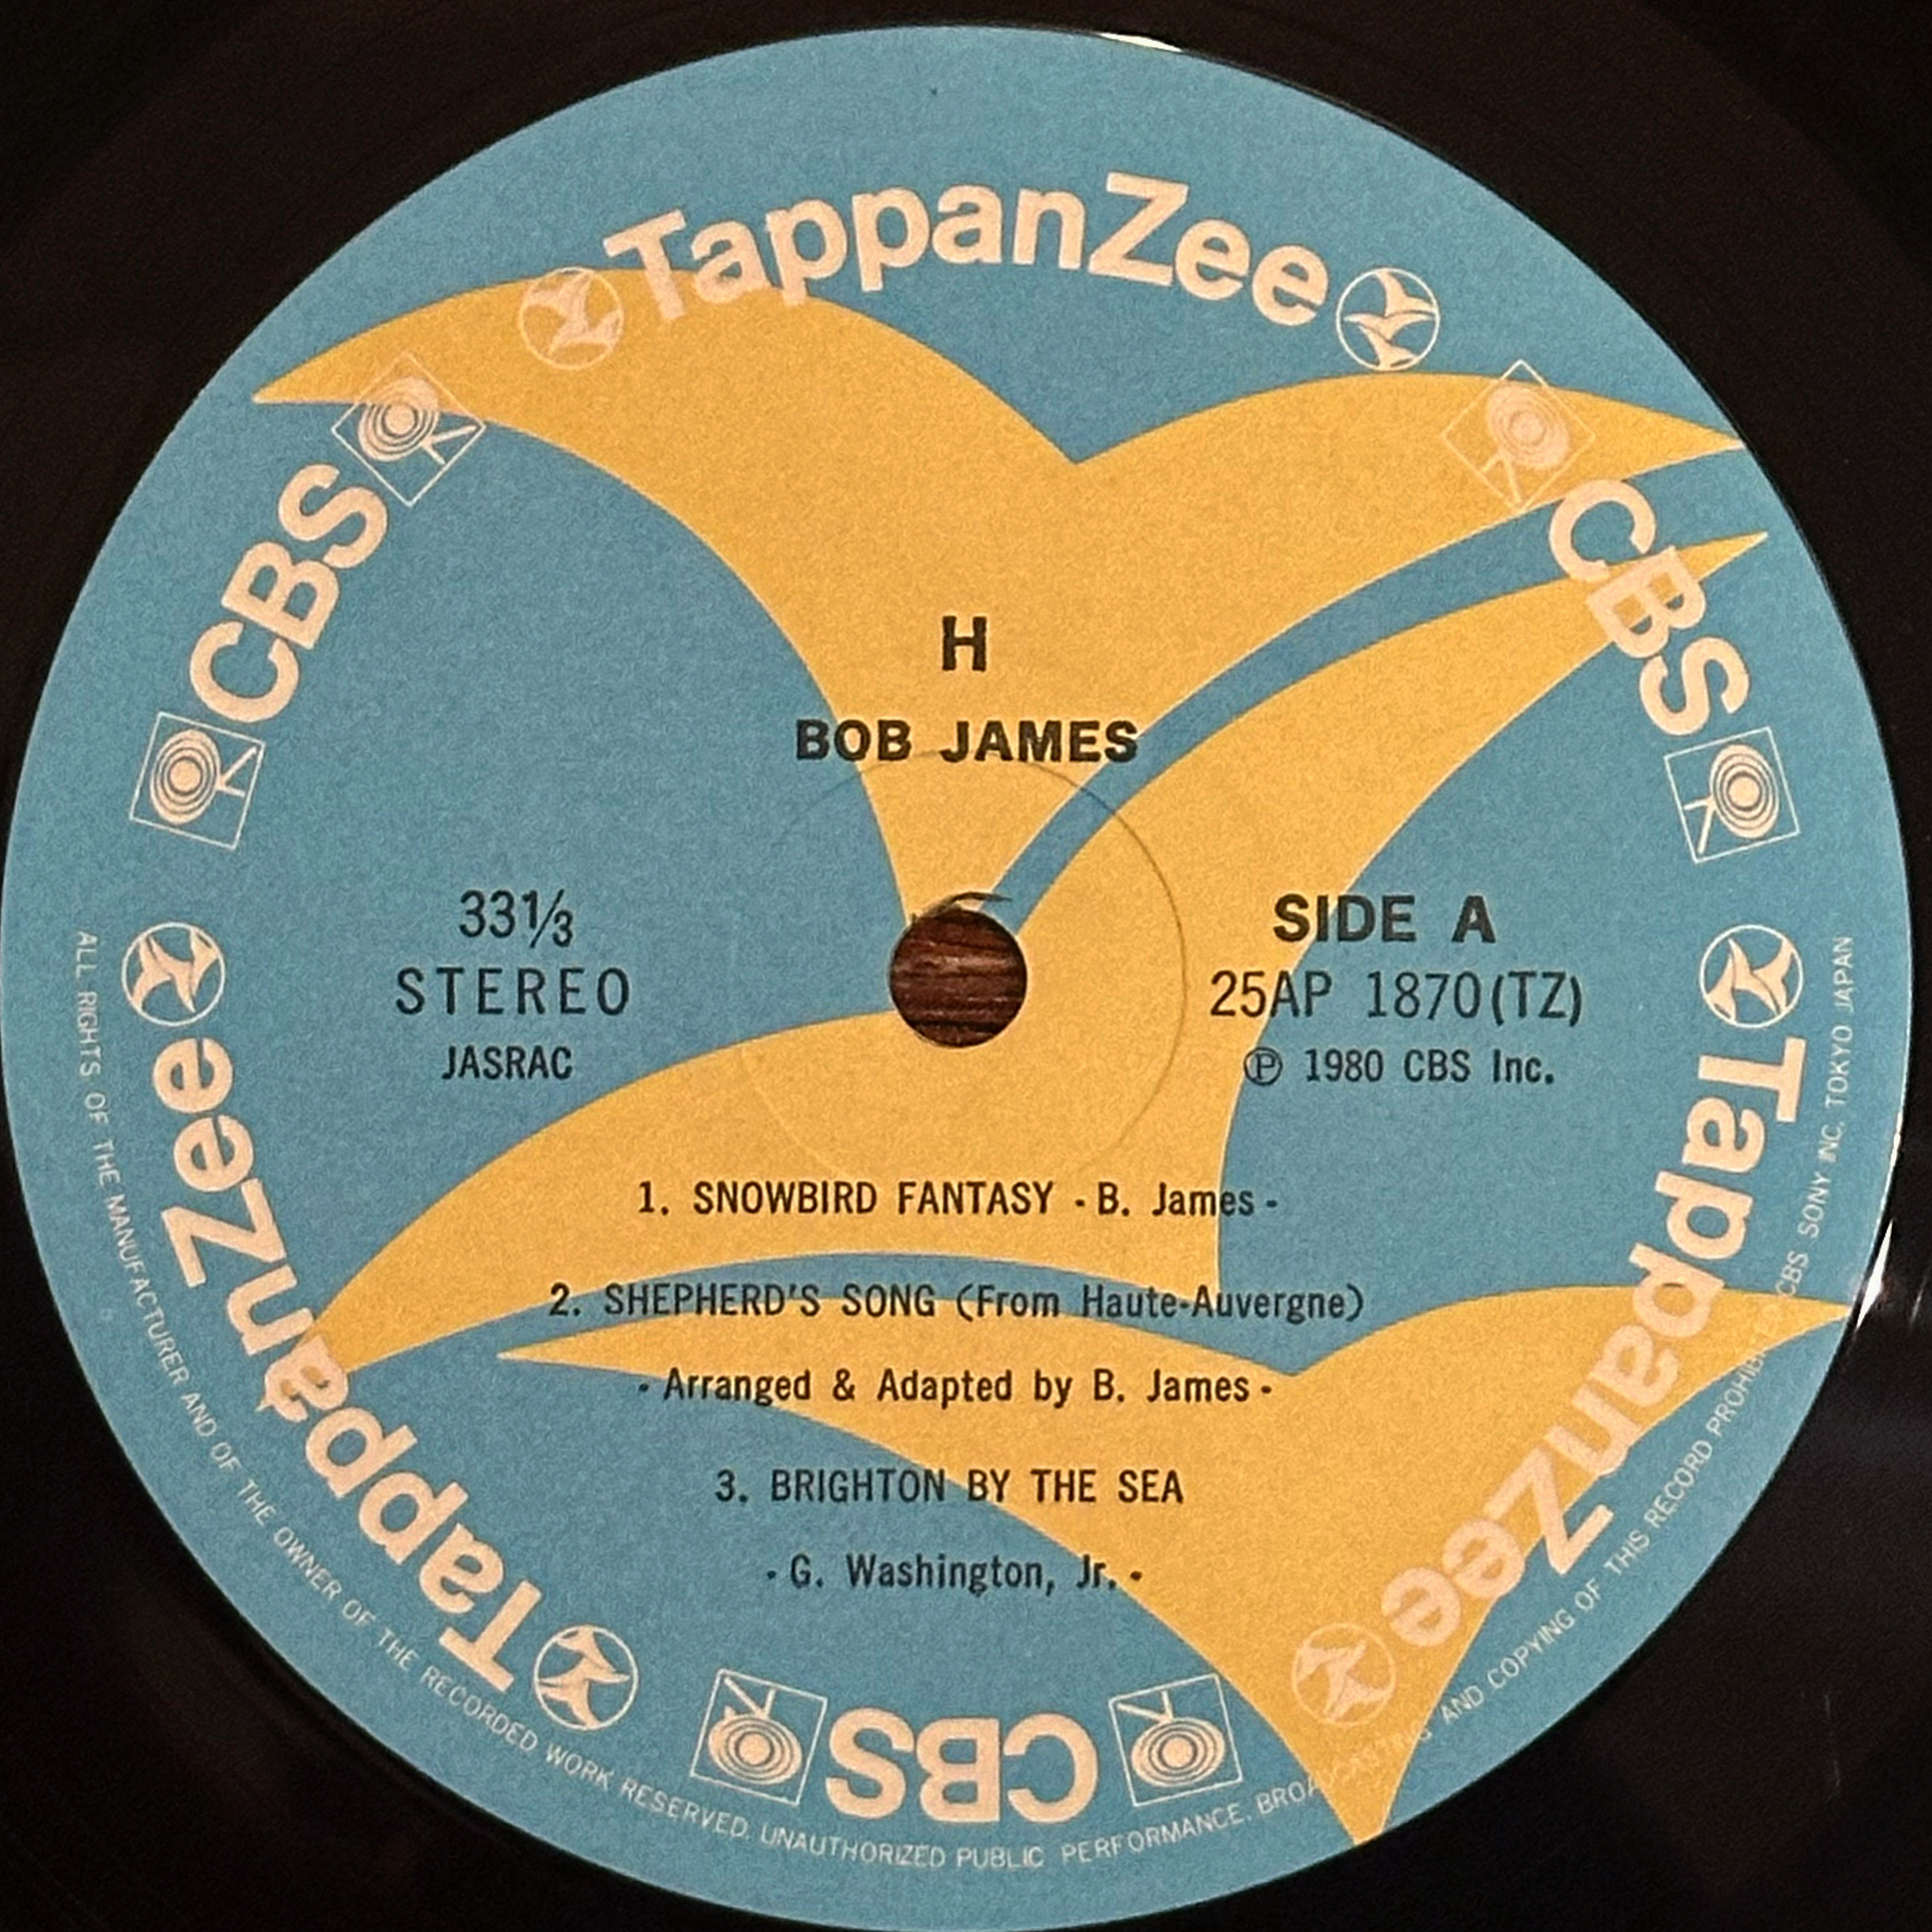 TappanZee
CBS
CBS
H
BOB JAMES
33⅓
STEREO
JASRAC
SIDE A
25AP 1870(TZ)
Ⓟ 1980 CBS Inc.
1. SNOWBIRD FANTASY - B. James -
2. SHEPHERD'S SONG (From Haute-Auvergne)
- Arranged & Adapted by B. James -
3. BRIGHTON BY THE SEA
- G. Washington, Jr. -
TappanZee
TappanZee
CBS
ALL RIGHTS OF THE MANUFACTURER AND OF THE OWNER OF THE RECORDED WORK RESERVED. UNAUTHORIZED PUBLIC PERFORMANCE. BROADCASTING AND COPYING OF THIS RECORD PROHIBITED CBS SONY INC. TOKYO JAPAN